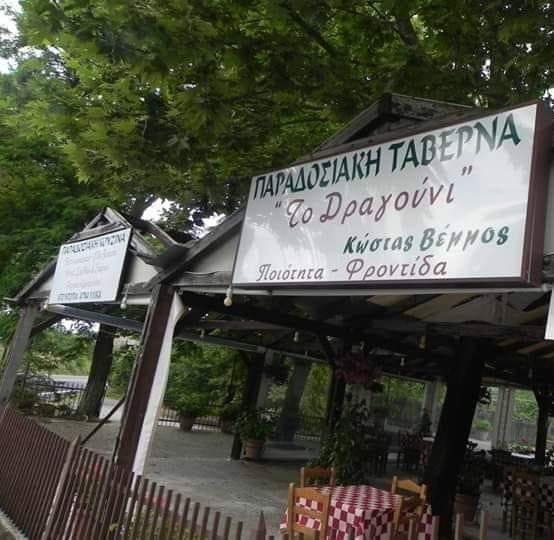 ΠΑΡΑΔΟΣΙΑΚΗ ΤΑΒΕΡΝΑ
"Το Δραγούνι"
Κώστας Βέμμος
Ποιότητα - Φροντίδα
ΠΑΡΑΔΟΣΙΑΚΗ ΚΟΥΖΙΝΑ